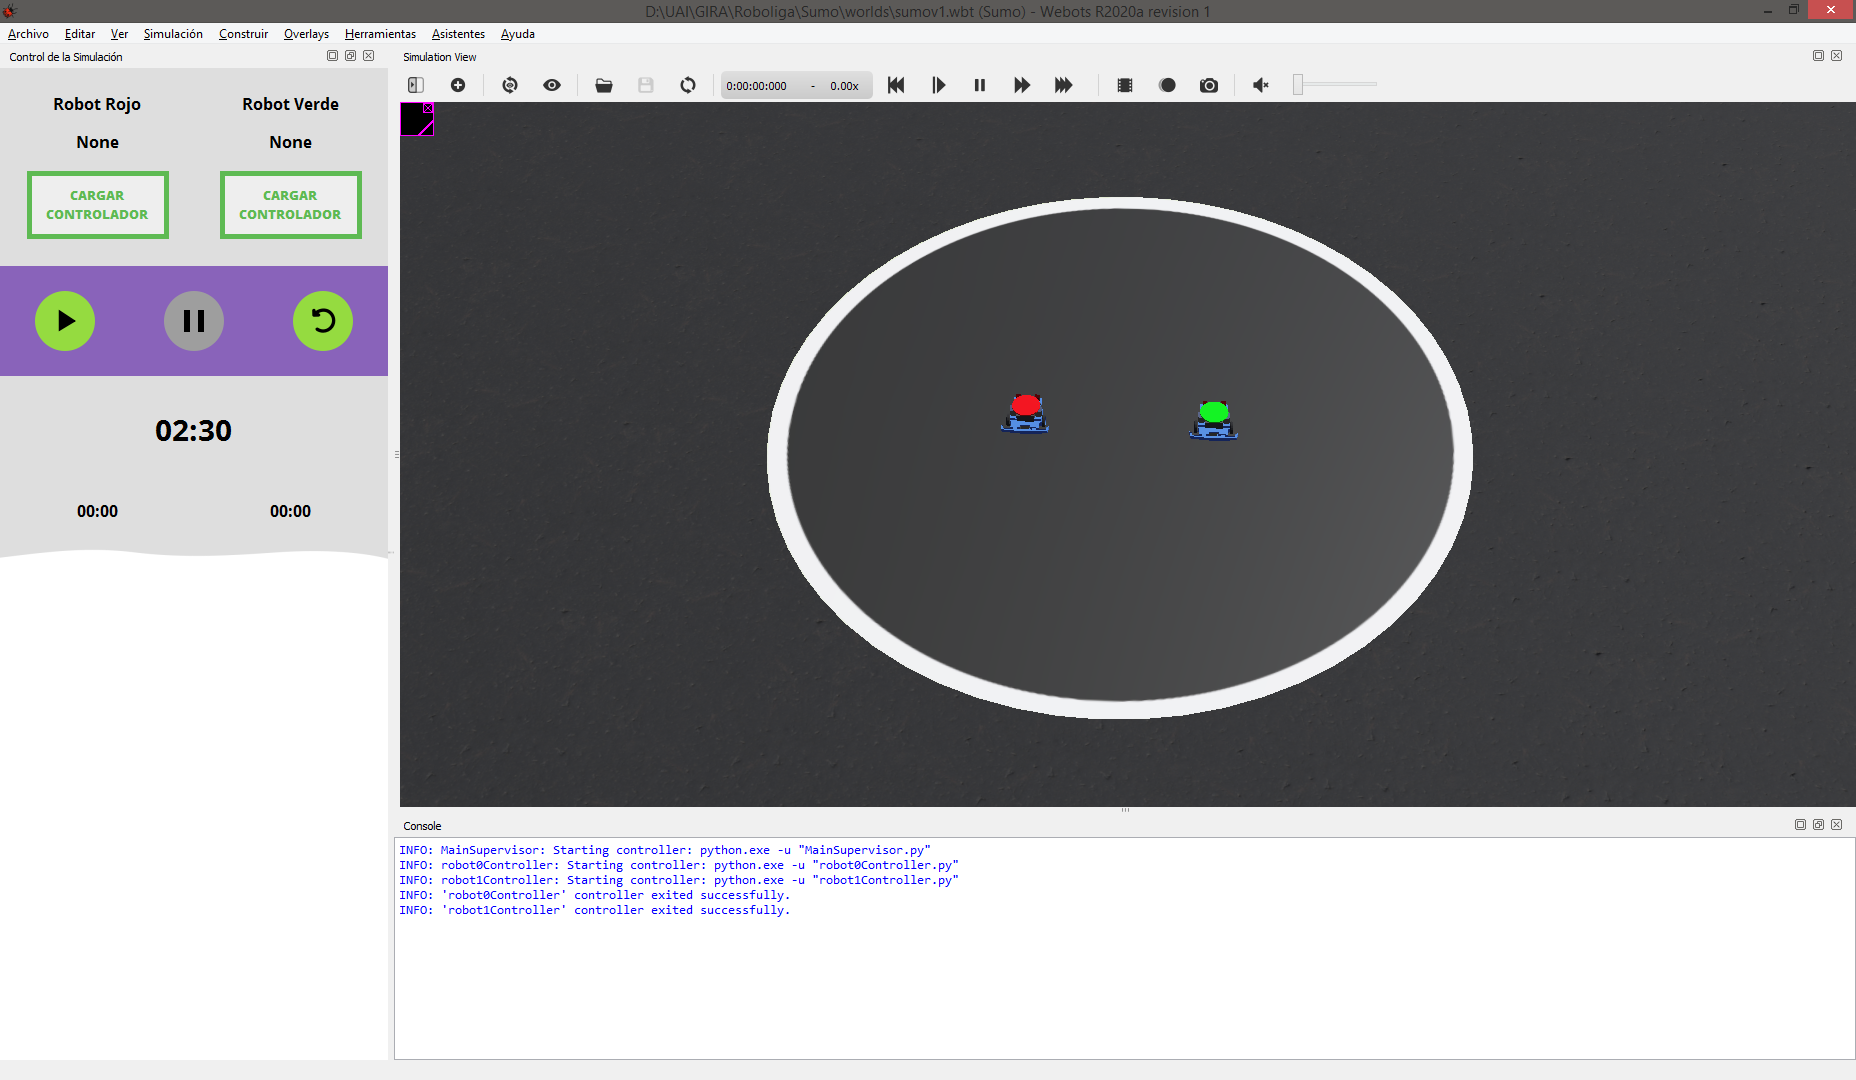 D:\UAI\GIRA\Roboliga\Sumo\worlds\sumov1.wbt (Sumo) - Webots R2020a revision 1
Archivo Editar Ver Simulación Construir Overlays Herramientas Asistentes Ayuda
Control de la Simulación
Simulation View
0:00:00:000 - 0.00x
Robot Rojo Robot Verde
None None
CARGAR CONTROLADOR
CARGAR CONTROLADOR
02:30
00:00 00:00
Console
INFO: MainSupervisor: Starting controller: python.exe -u "MainSupervisor.py"
INFO: robot0Controller: Starting controller: python.exe -u "robot0Controller.py"
INFO: robot1Controller: Starting controller: python.exe -u "robot1Controller.py"
INFO: 'robot0Controller' controller exited successfully.
INFO: 'robot1Controller' controller exited successfully.